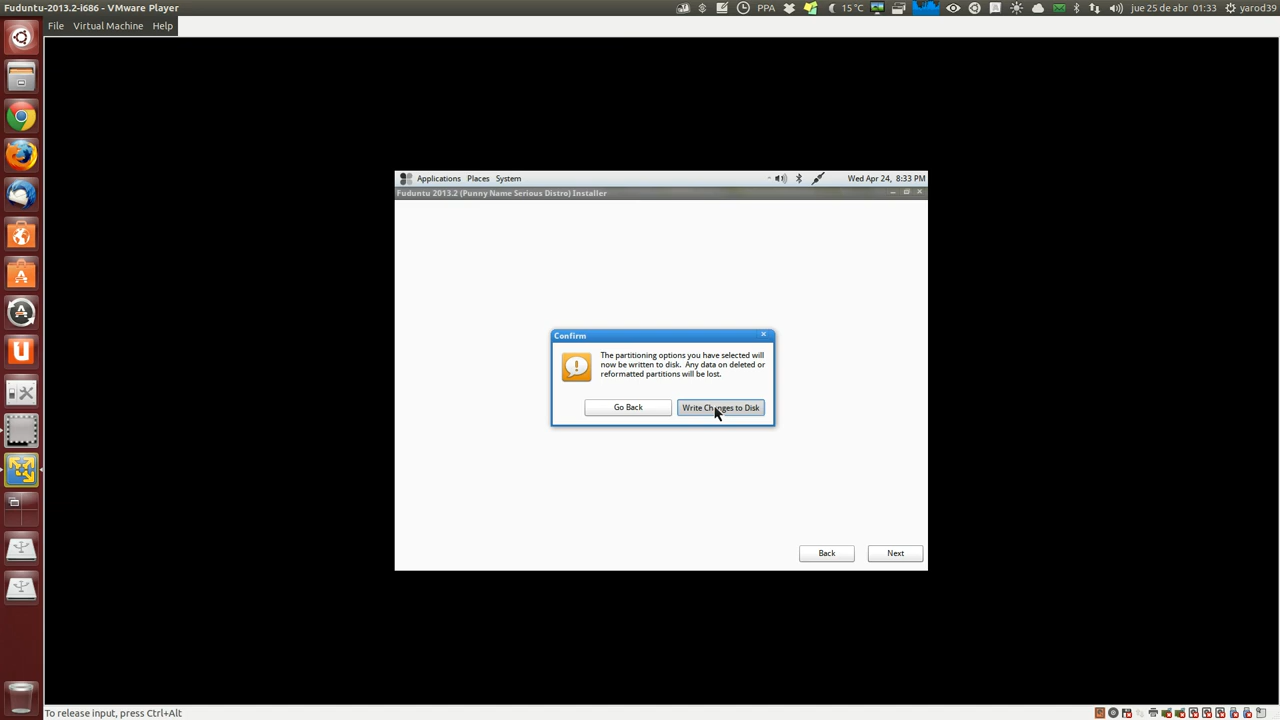 Fuduntu-2013.2-i686 - VMware Player
PPA
15°C
jue 25 de abr
01:33
yarod39
File Virtual Machine Help
Applications Places System
Wed Apr 24, 8:33 PM
Fuduntu 2013.2 (Punny Name Serious Distro) Installer
Confirm
The partitioning options you have selected will
now be written to disk. Any data on deleted or
reformatted partitions will be lost.
Go Back
Write Changes to Disk
Back
Next
To release input, press Ctrl+Alt